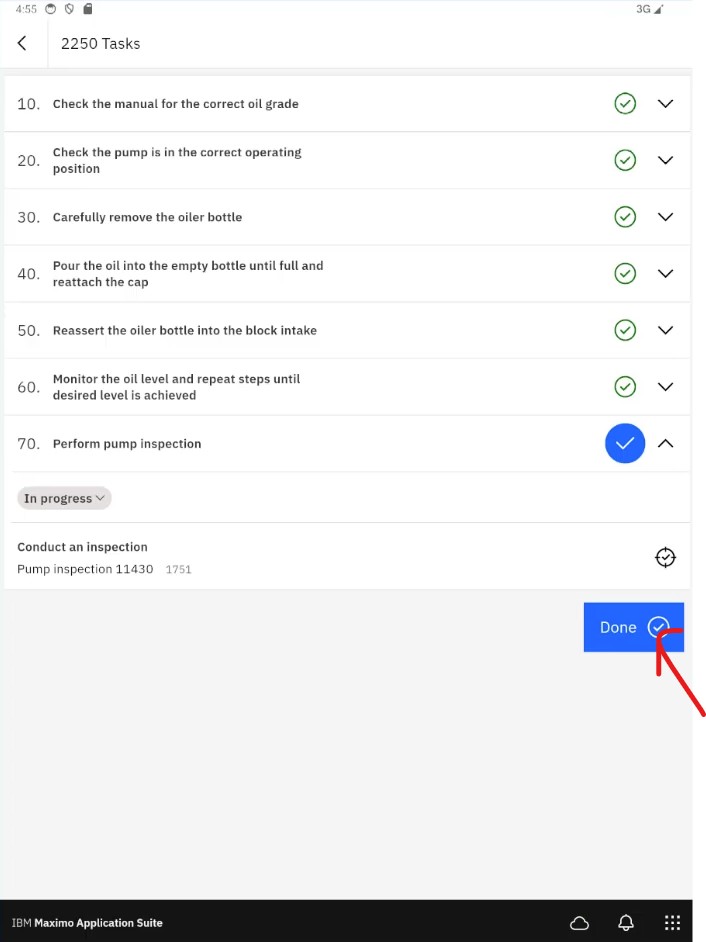 4:55
3G
2250 Tasks
10. Check the manual for the correct oil grade
20. Check the pump is in the correct operating
position
30. Carefully remove the oiler bottle
40. Pour the oil into the empty bottle until full and
reattach the cap
50. Reassert the oiler bottle into the block intake
60. Monitor the oil level and repeat steps until
desired level is achieved
70. Perform pump inspection
In progress
Conduct an inspection
Pump inspection 11430 1751
Done
IBM Maximo Application Suite